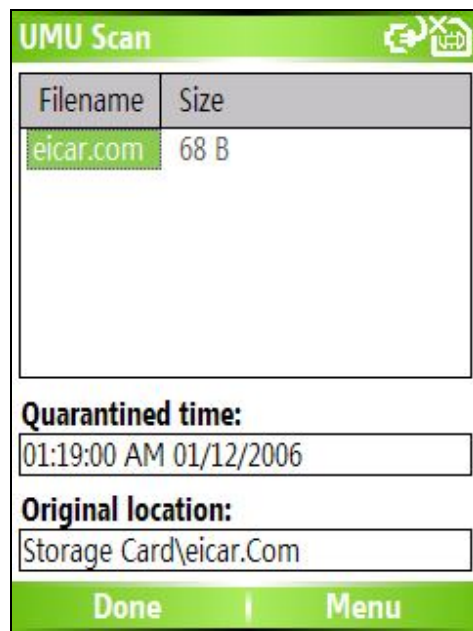 UMU Scan
Filename Size
eicar.com 68 B
Quarantined time:
01:19:00 AM 01/12/2006
Original location:
Storage Card\eicar.Com
Done Menu